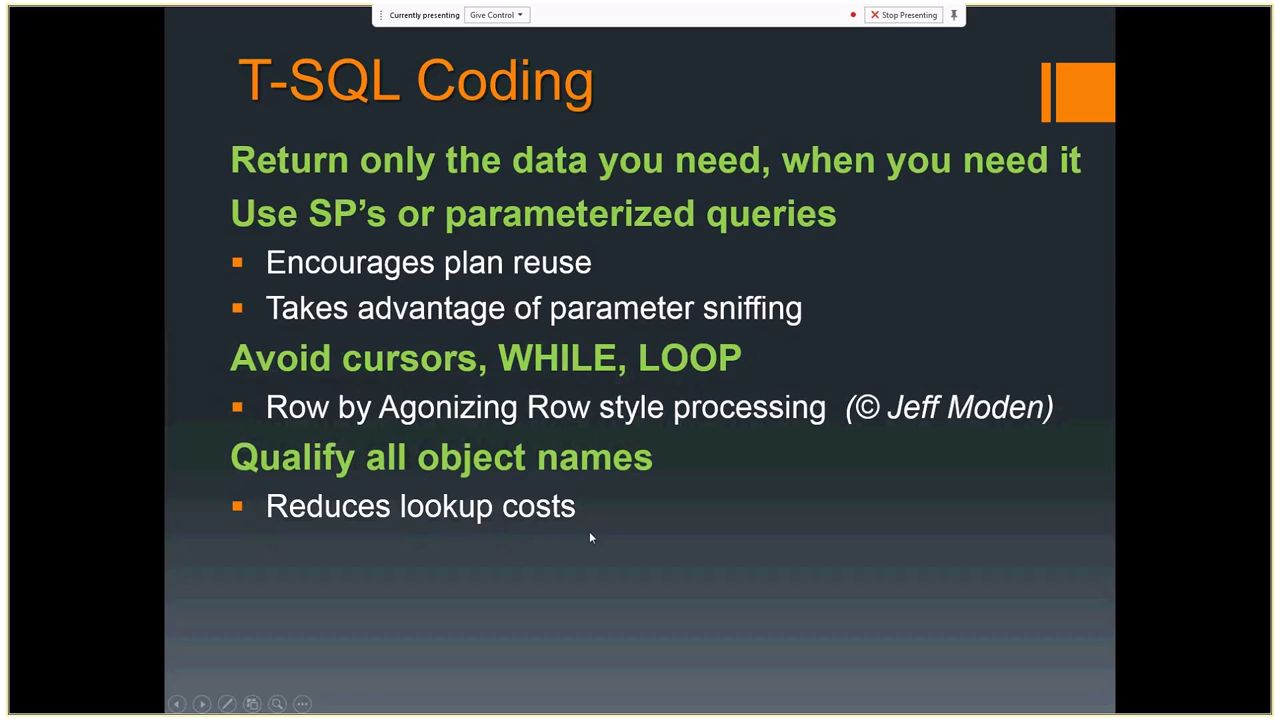 Currently presenting Give Control Stop Presenting
T-SQL Coding
Return only the data you need, when you need it
Use SP's or parameterized queries
Encourages plan reuse
Takes advantage of parameter sniffing
Avoid cursors, WHILE, LOOP
Row by Agonizing Row style processing (© Jeff Moden)
Qualify all object names
Reduces lookup costs